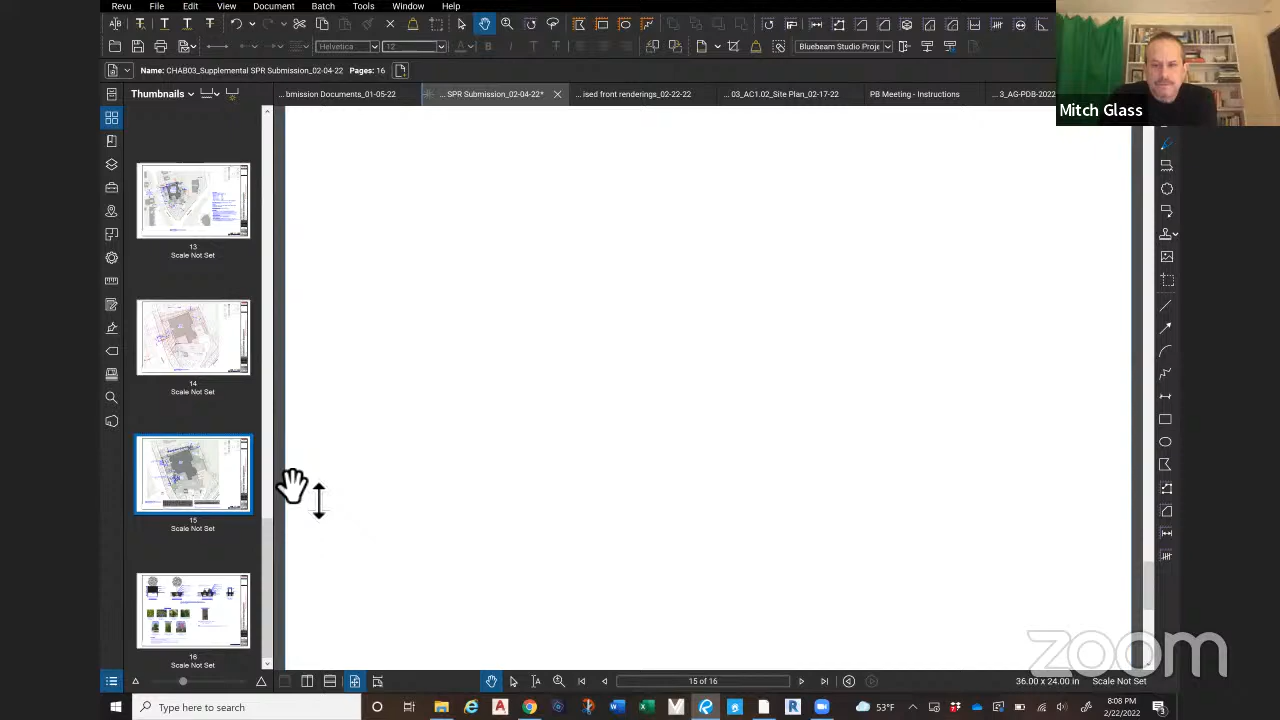 Revu File Edit View Document Batch Tools Window Help
Helvetica 12 Bluebeam Studio Proje
Name: CHAB03_Supplemental SPR Submission_02-04-22 Pages: 16
Mitch Glass
Thumbnails
...bmission Documents_01-05-22 ... SPR Submission_02-04-22* ...ised front renderings_02-22-22 ... 03_AC1.02_Site Plan_02-17-22 PB Meeting - Instructions ... 3_AG-PDB-2022
13
Scale Not Set
14
Scale Not Set
15
Scale Not Set
16
Scale Not Set
zoom
15 of 16 36.00 x 24.00 in Scale Not Set
Type here to search 53°F 8:08 PM
2/22/2022